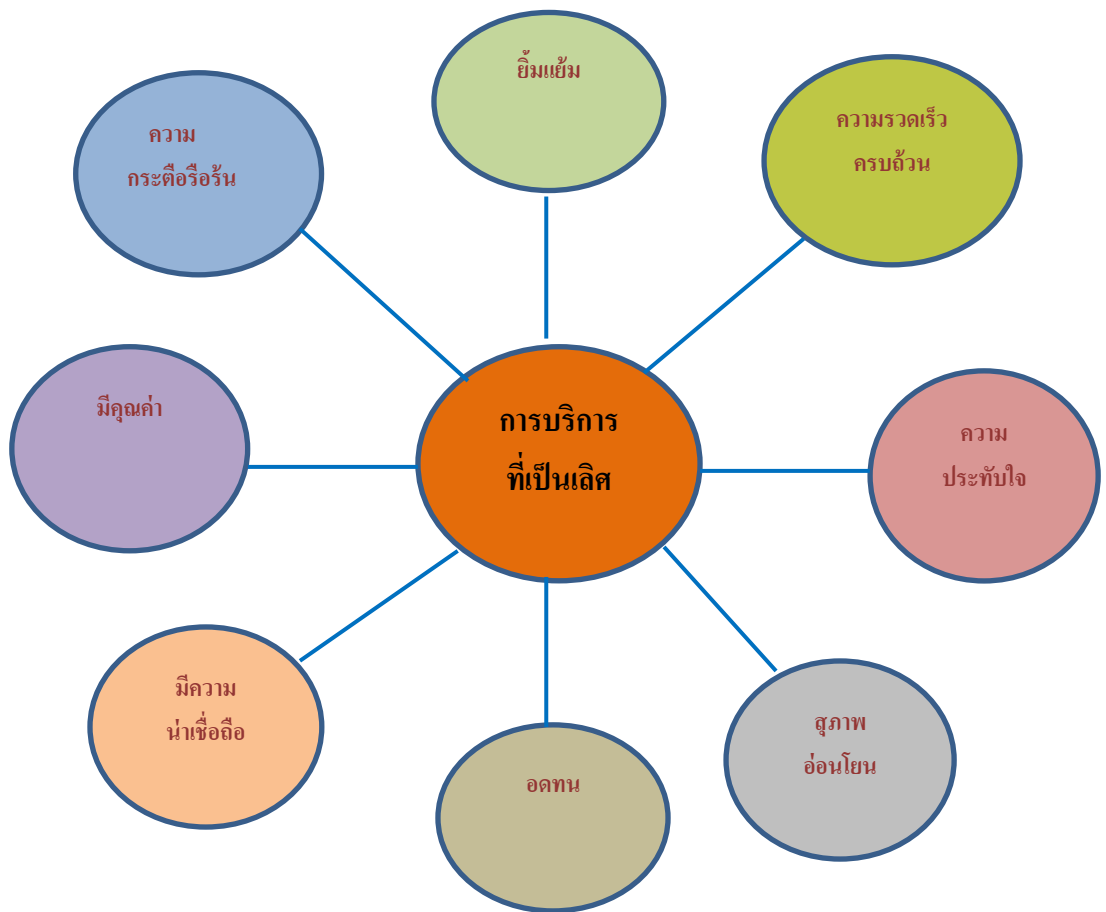 ยิ้มแย้ม
ความรวดเร็ว
ครบถ้วน
ความ
กระตือรือร้น
มีคุณค่า
การบริการ
ที่เป็นเลิศ
ความ
ประทับใจ
มีความ
น่าเชื่อถือ
อดทน
สุภาพ
อ่อนโยน